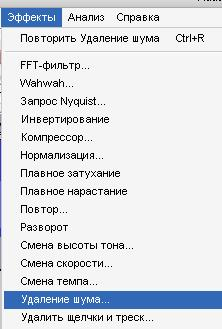 Эффекты Анализ Справка
Повторить Удаление шума Ctrl+R
FFT-фильтр...
Wahwah...
Запрос Nyquist...
Инвертирование
Компрессор...
Нормализация...
Плавное затухание
Плавное нарастание
Повтор...
Разворот
Смена высоты тона...
Смена скорости...
Смена темпа...
Удаление шума...
Удалить щелчки и треск...